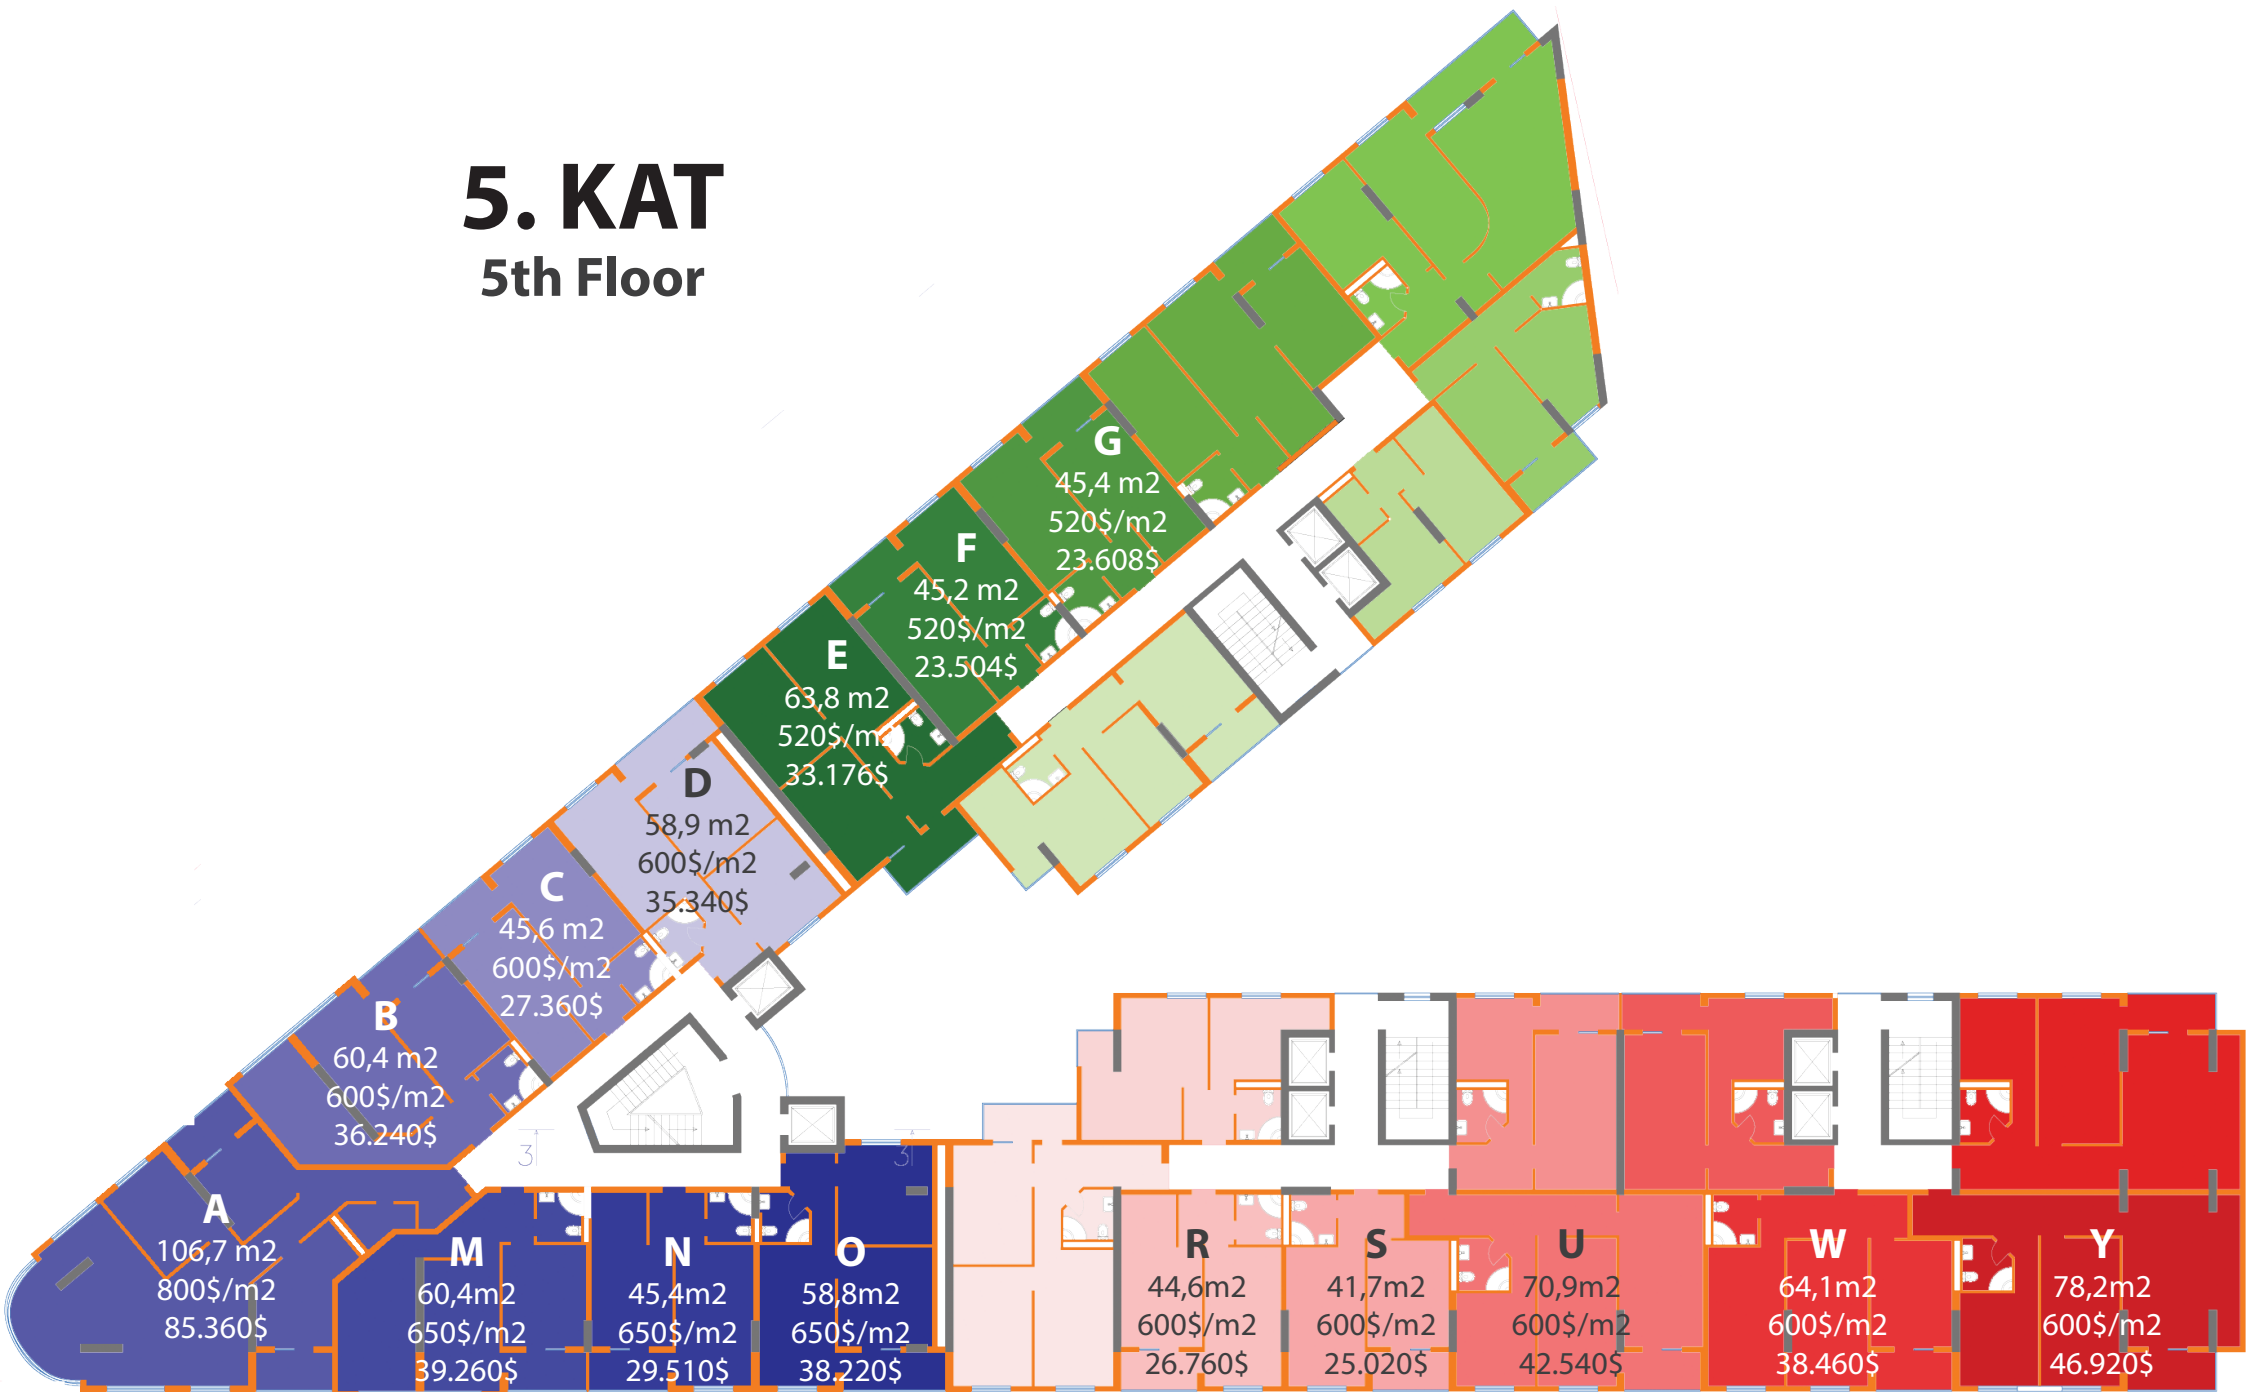 5. KAT
5th Floor
G
45,4 m2
520$/m2
23.608$
F
45,2 m2
520$/m2
23.504$
E
63,8 m2
520$/m2
33.176$
D
58,9 m2
600$/m2
35.340$
C
45,6 m2
600$/m2
27.360$
B
60,4 m2
600$/m2
36.240$
A
106,7 m2
800$/m2
85.360$
M
60,4m2
650$/m2
39.260$
N
45,4m2
650$/m2
29.510$
O
58,8m2
650$/m2
38.220$
R
44,6m2
600$/m2
26.760$
S
41,7m2
600$/m2
25.020$
U
70,9m2
600$/m2
42.540$
W
64,1m2
600$/m2
38.460$
Y
78,2m2
600$/m2
46.920$
3
3